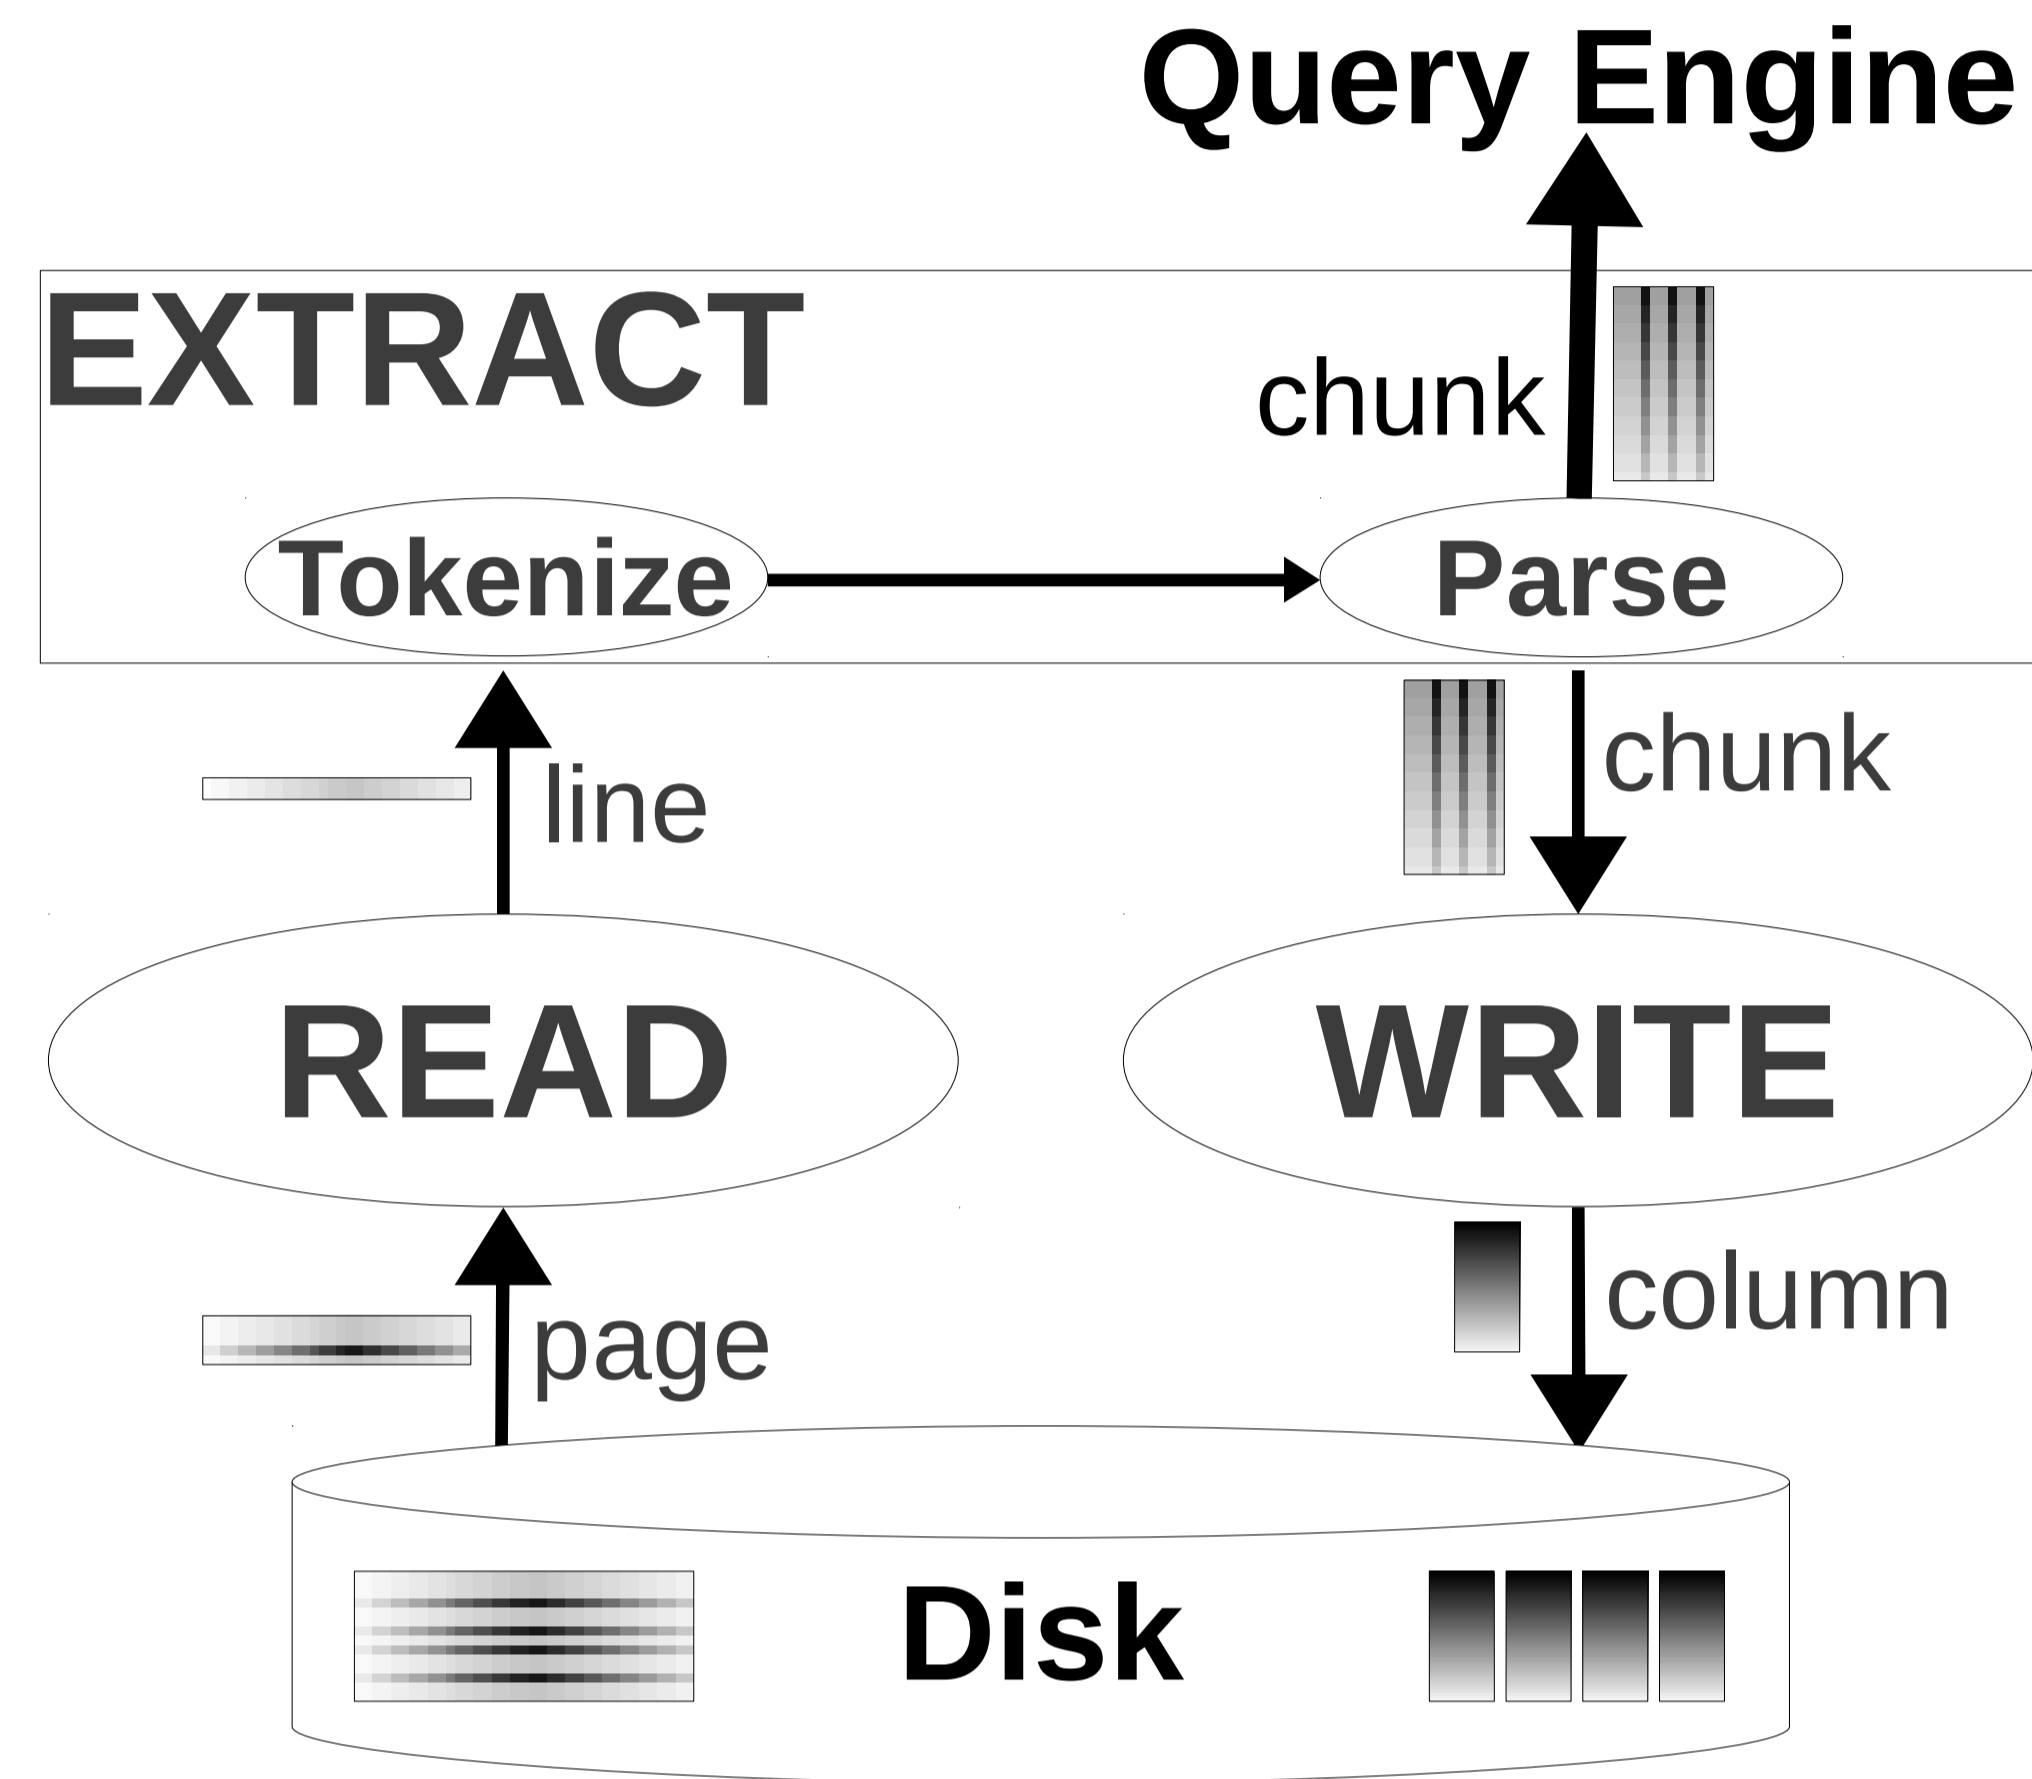 Query Engine
EXTRACT
chunk
Tokenize
Parse
line
chunk
READ
WRITE
page
column
Disk